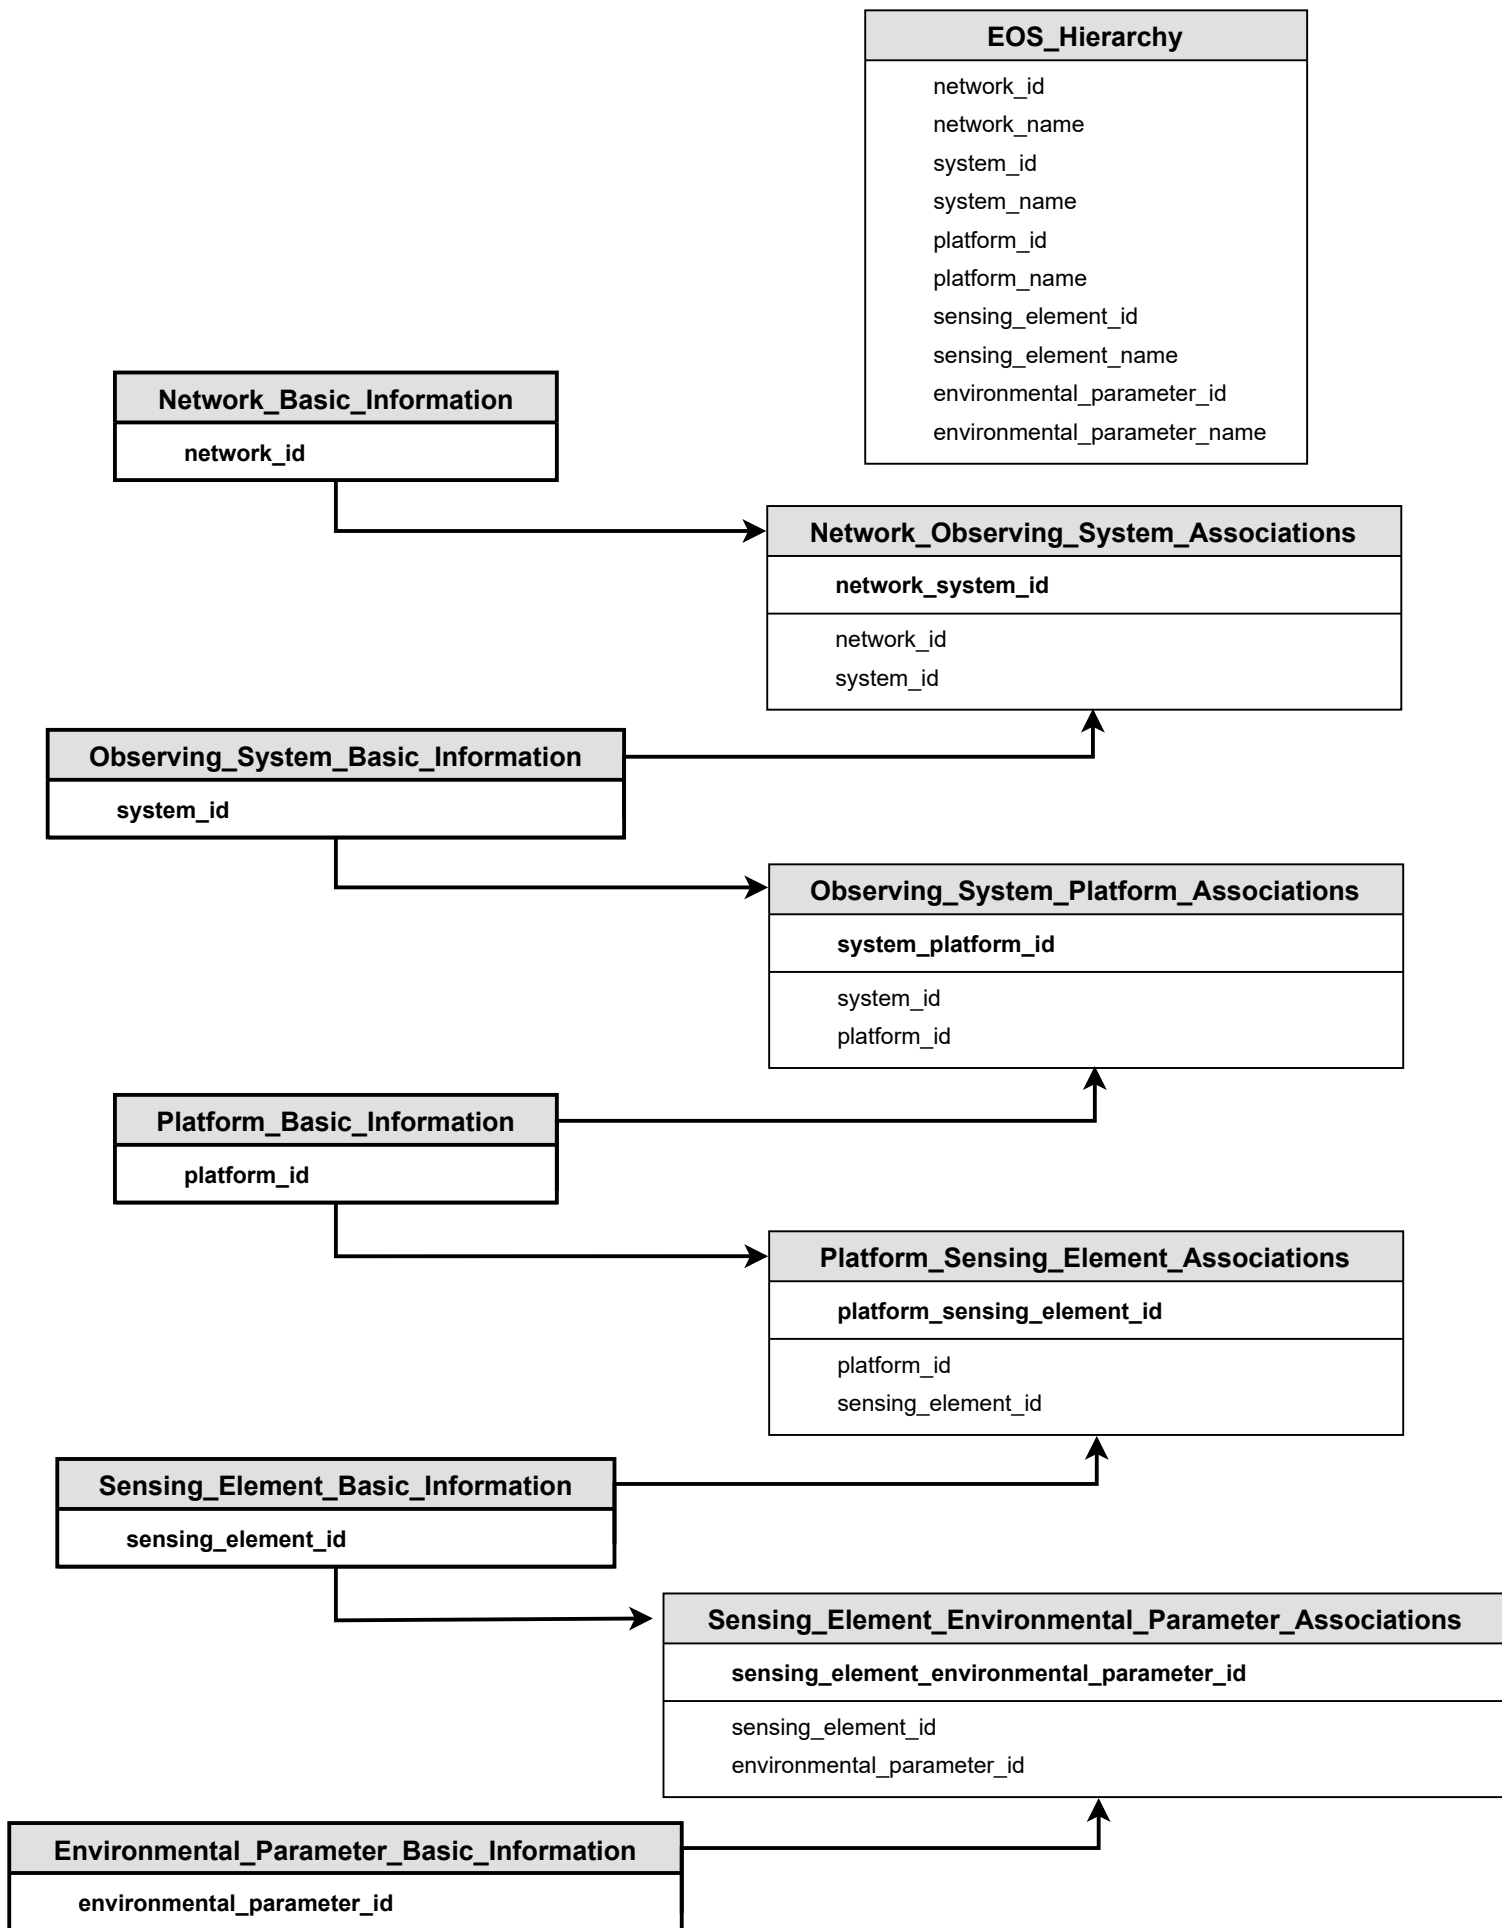 EOS_Hierarchy
network_id
network_name
system_id
system_name
platform_id
platform_name
sensing_element_id
sensing_element_name
environmental_parameter_id
environmental_parameter_name
Network_Basic_Information
network_id
Network_Observing_System_Associations
network_system_id
network_id
system_id
Observing_System_Basic_Information
system_id
Observing_System_Platform_Associations
system_platform_id
system_id
platform_id
Platform_Basic_Information
platform_id
Platform_Sensing_Element_Associations
platform_sensing_element_id
platform_id
sensing_element_id
Sensing_Element_Basic_Information
sensing_element_id
Sensing_Element_Environmental_Parameter_Associations
sensing_element_environmental_parameter_id
sensing_element_id
environmental_parameter_id
Environmental_Parameter_Basic_Information
environmental_parameter_id